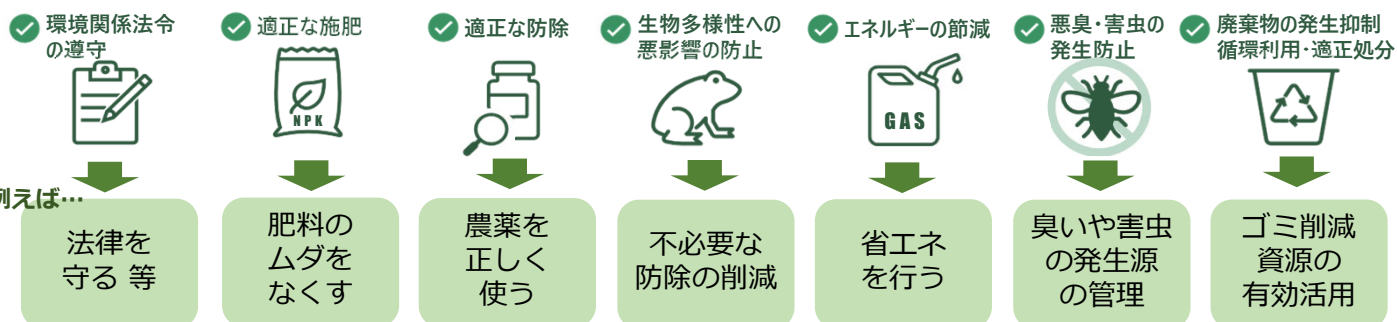 環境関係法令
の遵守
適正な施肥
適正な防除
生物多様性への
悪影響の防止
エネルギーの節減
悪臭・害虫の
発生防止
廃棄物の発生抑制
循環利用・適正処分
NPK
GAS
例えば…
法律を
守る 等
肥料の
ムダを
なくす
農薬を
正しく
使う
不必要な
防除の削減
省エネ
を行う
臭いや害虫
の発生源
の管理
ゴミ削減
資源の
有効活用